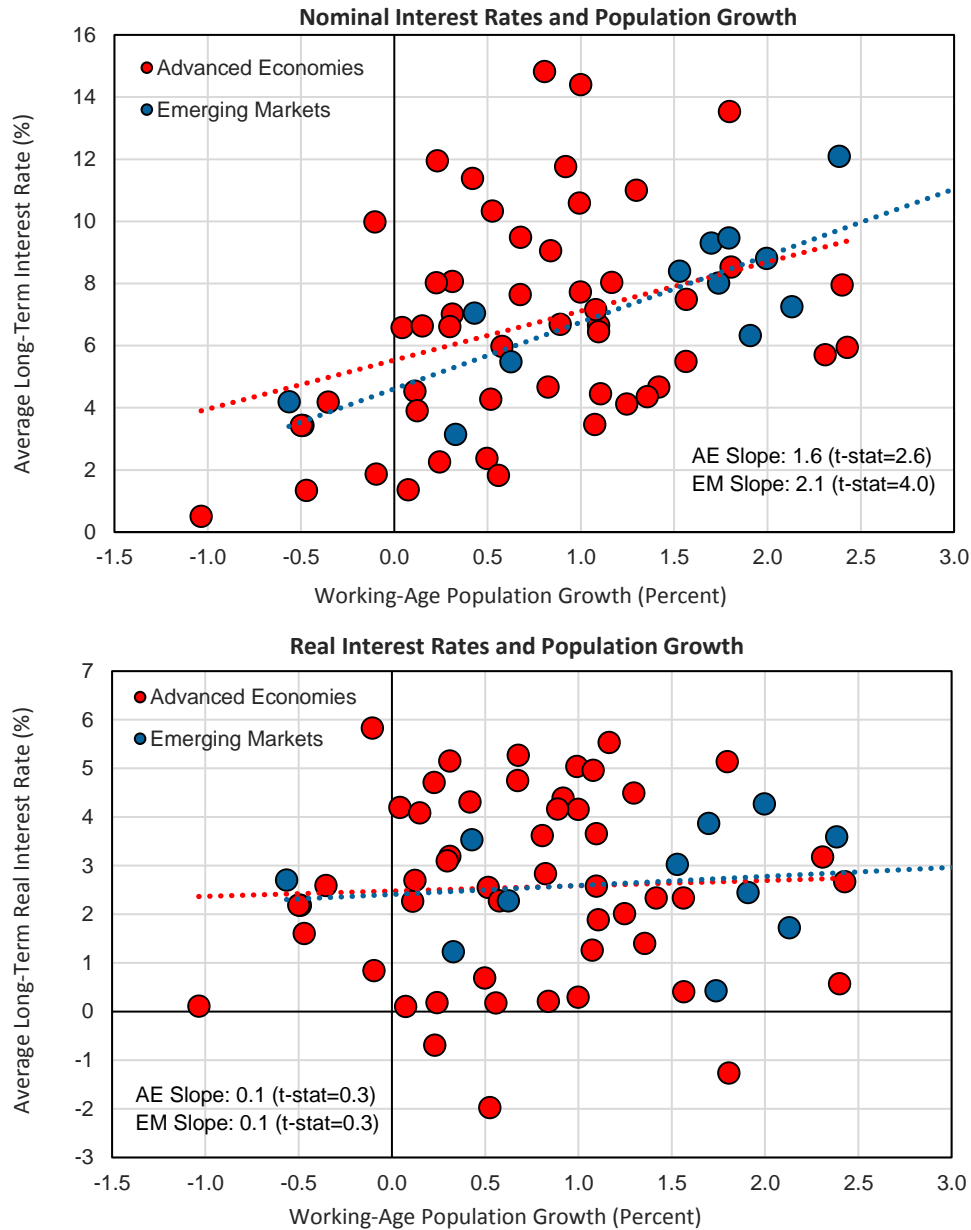 Nominal Interest Rates and Population Growth
Average Long-Term Interest Rate (%)
16
14
12
10
8
6
4
2
0
Advanced Economies
Emerging Markets
AE Slope: 1.6 (t-stat=2.6)
EM Slope: 2.1 (t-stat=4.0)
-1.5 -1.0 -0.5 0.0 0.5 1.0 1.5 2.0 2.5 3.0
Working-Age Population Growth (Percent)
Real Interest Rates and Population Growth
Average Long-Term Real Interest Rate (%)
7
6
5
4
3
2
1
0
-1
-2
-3
Advanced Economies
Emerging Markets
AE Slope: 0.1 (t-stat=0.3)
EM Slope: 0.1 (t-stat=0.3)
-1.5 -1.0 -0.5 0.0 0.5 1.0 1.5 2.0 2.5 3.0
Working-Age Population Growth (Percent)